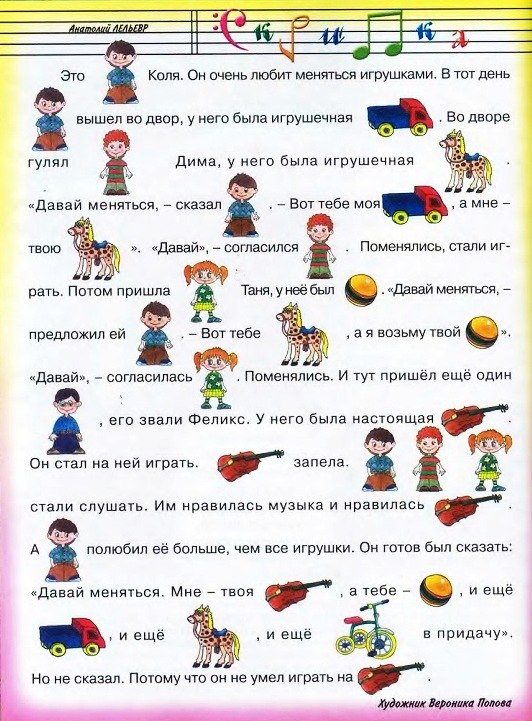 Анатолий ЛЕЛЬЕВР
Скрипка
Это Коля. Он очень любит меняться игрушками. В тот день
вышел во двор, у него была игрушечная . Во дворе
гулял Дима, у него была игрушечная .
«Давай меняться, – сказал . – Вот тебе моя , а мне –
твою ». «Давай», – согласился . Поменялись, стали иг-
рать. Потом пришла Таня, у неё был . «Давай меняться, –
предложил ей . – Вот тебе , а я возьму твой ».
«Давай», – согласилась . Поменялись. И тут пришёл ещё один
, его звали Феликс. У него была настоящая .
Он стал на ней играть. запела.
стали слушать. Им нравилась музыка и нравилась .
А полюбил её больше, чем все игрушки. Он готов был сказать:
«Давай меняться. Мне – твоя , а тебе – , и ещё
, и ещё , и ещё в придачу».
Но не сказал. Потому что он не умел играть на .
Художник Вероника Попова